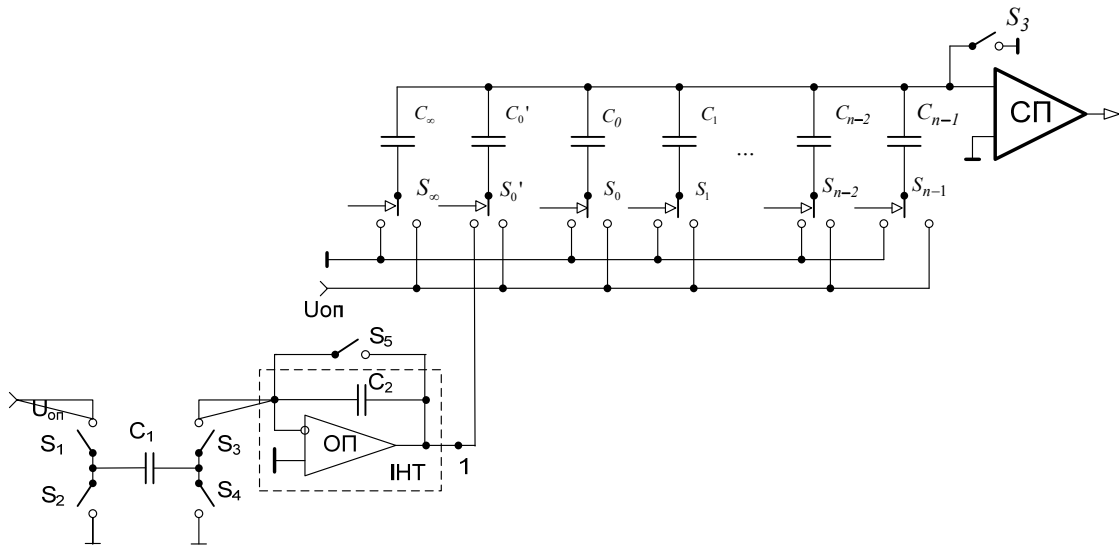 S₃
C∞ C₀' C₀ C₁ Cₙ₋₂ Cₙ₋₁ СП
...
S∞ S₀' S₀ S₁ Sₙ₋₂ Sₙ₋₁
Uоп
S₅
C₂
Uоп
S₁ C₁ S₃ ОП
ІНТ 1
S₂ S₄